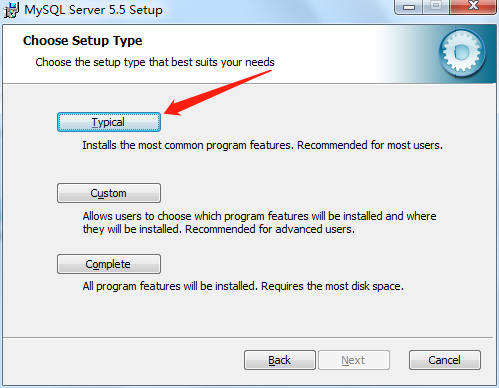 MySQL Server 5.5 Setup
Choose Setup Type
Choose the setup type that best suits your needs
Typical
Installs the most common program features. Recommended for most users.
Custom
Allows users to choose which program features will be installed and where
they will be installed. Recommended for advanced users.
Complete
All program features will be installed. Requires the most disk space.
Back Next Cancel